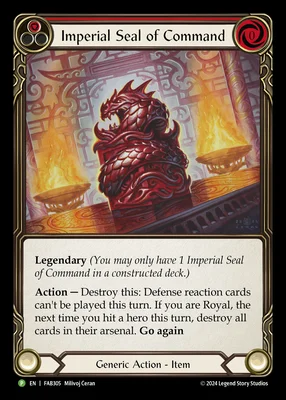 Imperial Seal of Command
Legendary (You may only have 1 Imperial Seal
of Command in a constructed deck.)
Action — Destroy this: Defense reaction cards
can't be played this turn. If you are Royal, the
next time you hit a hero this turn, destroy all
cards in their arsenal. Go again
Generic Action - Item
P EN | FAB305 Milivoj Ceran ©2024 Legend Story Studios